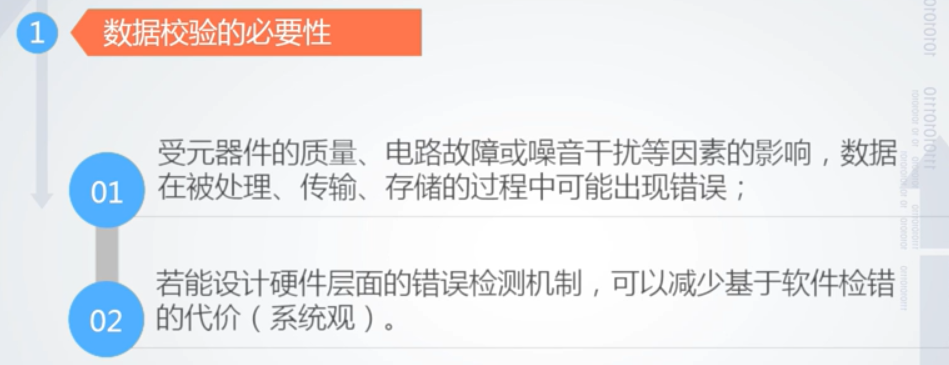 1
数据校验的必要性
01
受元器件的质量、电路故障或噪音干扰等因素的影响，数据
在被处理、传输、存储的过程中可能出现错误；
02
若能设计硬件层面的错误检测机制，可以减少基于软件检错
的代价（系统观）。